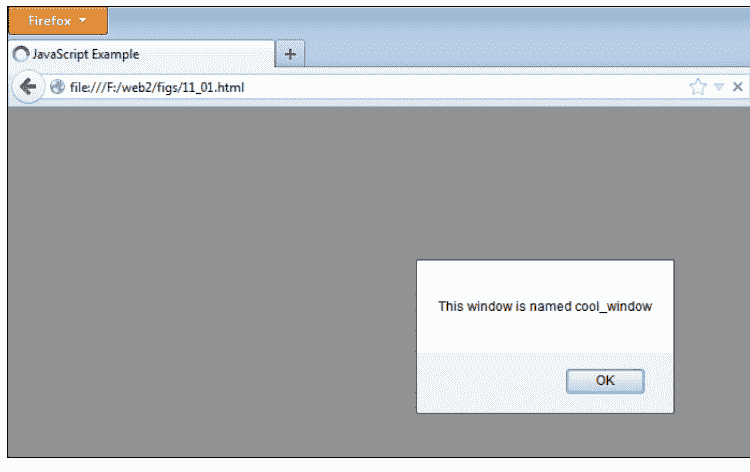 Firefox
JavaScript Example
file:///F:/web2/figs/11_01.html
This window is named cool_window
OK